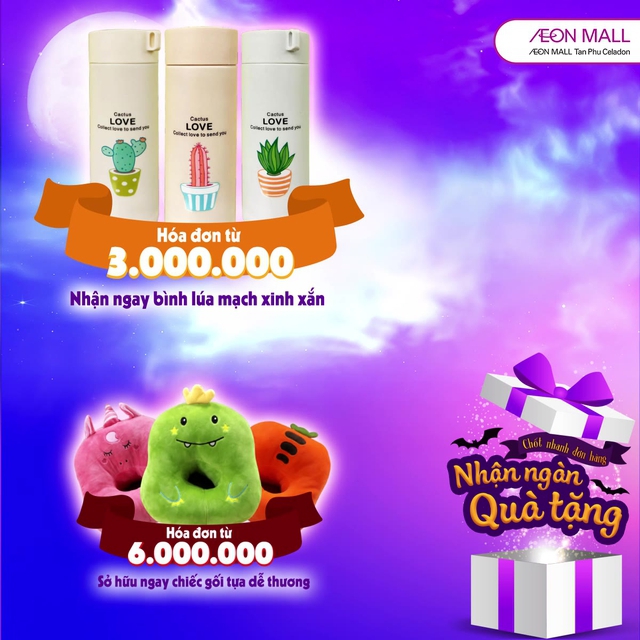 ÆON MALL
ÆON MALL Tan Phu Celadon
Cactus
LOVE
Collect love to send you
Cactus
LOVE
Collect love to send you
Cactus
LOVE
Collect love to send you
Hóa đơn từ
3.000.000
Nhận ngay bình lúa mạch xinh xắn
Chốt nhanh đơn hàng
Nhận ngàn
Quà tặng
Hóa đơn từ
6.000.000
Sở hữu ngay chiếc gối tựa dễ thương